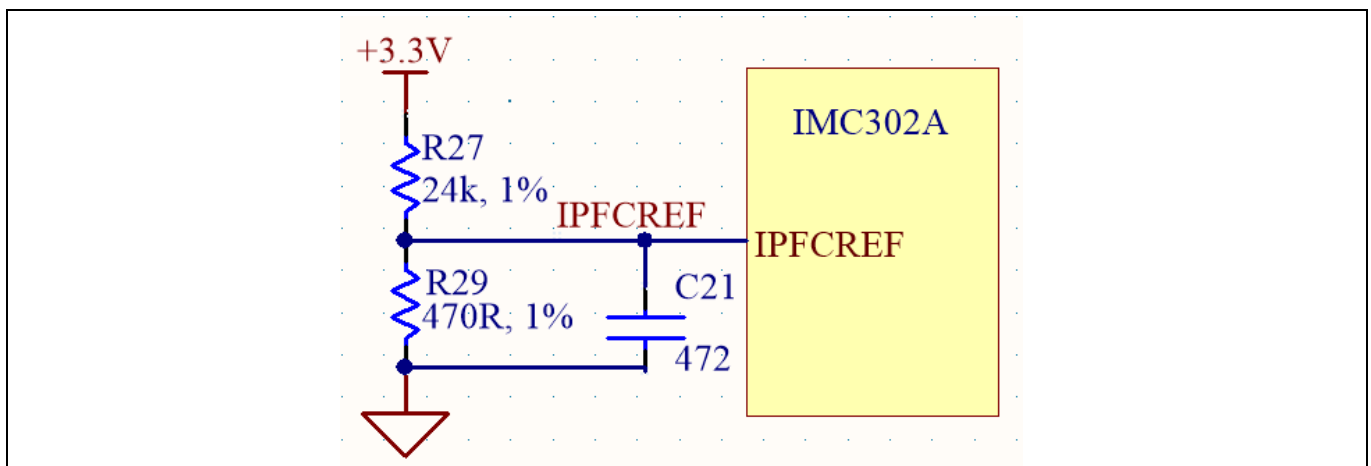 +3.3V
R27
24k, 1%
IPFCREF
R29
470R, 1%
C21
472
IMC302A
IPFCREF